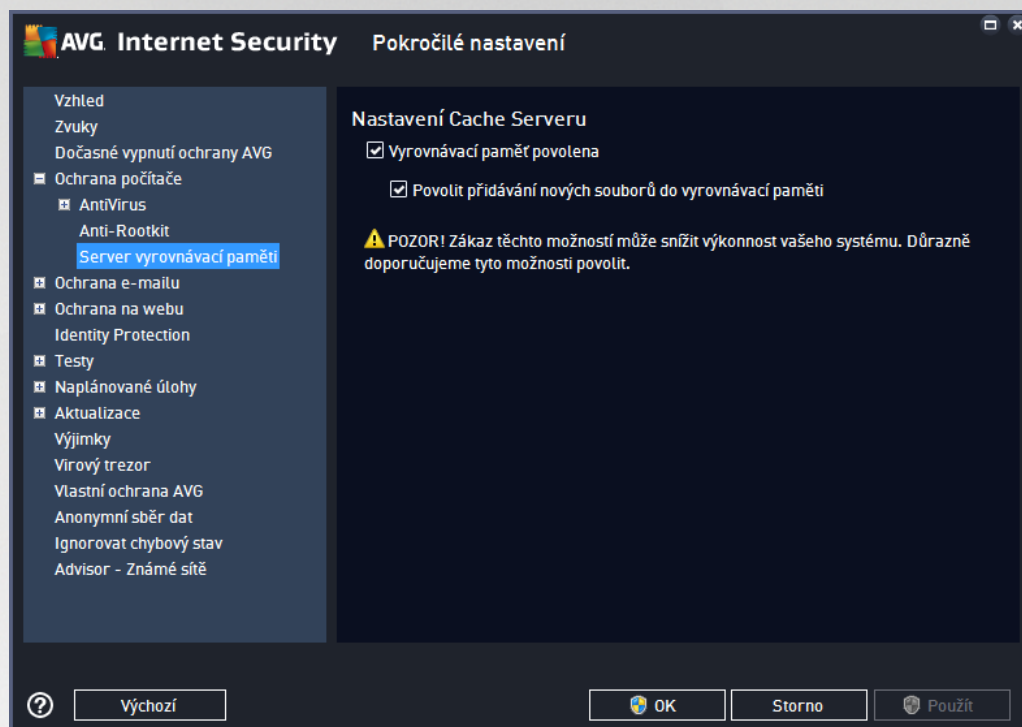 AVG. Internet Security Pokročilé nastavení
Vzhled
Zvuky
Dočasné vypnutí ochrany AVG
Ochrana počítače
AntiVirus
Anti-Rootkit
Server vyrovnávací paměti
Ochrana e-mailu
Ochrana na webu
Identity Protection
Testy
Naplánované úlohy
Aktualizace
Výjimky
Virový trezor
Vlastní ochrana AVG
Anonymní sběr dat
Ignorovat chybový stav
Advisor - Známé sítě
Nastavení Cache Serveru
Vyrovnávací paměť povolena
Povolit přidávání nových souborů do vyrovnávací paměti
POZOR! Zákaz těchto možností může snížit výkonnost vašeho systému. Důrazně
doporučujeme tyto možnosti povolit.
? Výchozí OK Storno Použít